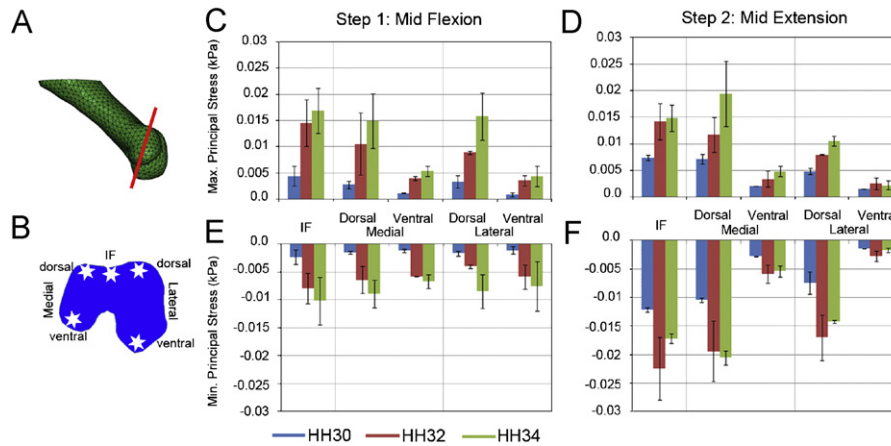 A
B
IF
dorsal
dorsal
Medial
Lateral
ventral
ventral
C
Step 1: Mid Flexion
Max. Principal Stress (kPa)
0.03
0.025
0.02
0.015
0.01
0.005
0.0
IF
Dorsal
Ventral
Dorsal
Ventral
Medial
Lateral
D
Step 2: Mid Extension
0.03
0.025
0.02
0.015
0.01
0.005
0.0
IF
Dorsal
Ventral
Dorsal
Ventra
Medial
Lateral
E
Min. Principal Stress (kPa)
0.0
-0.005
-0.01
-0.015
-0.02
-0.025
-0.03
F
0.0
-0.005
-0.01
-0.015
-0.02
-0.025
-0.03
HH30 HH32 HH34